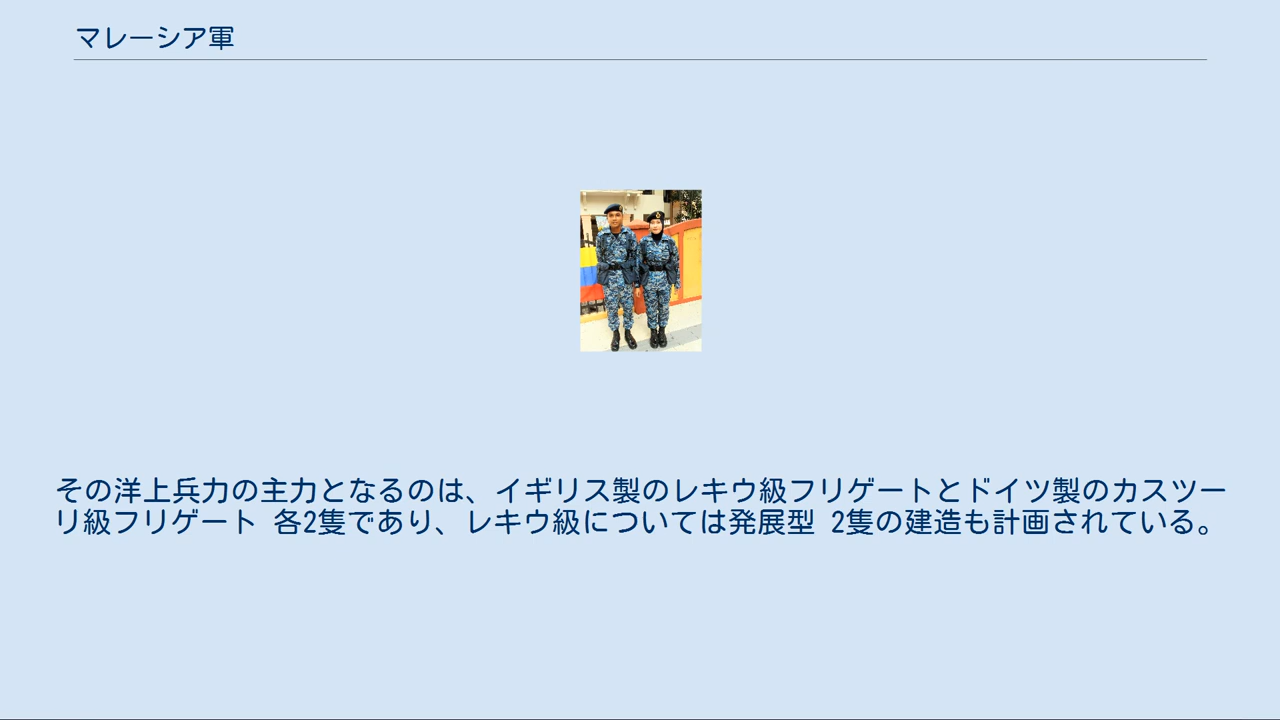 マレーシア軍
その洋上兵力の主力となるのは、イギリス製のレキウ級フリゲートとドイツ製のカスツー
リ級フリゲート 各2隻であり、レキウ級については発展型 2隻の建造も計画されている。